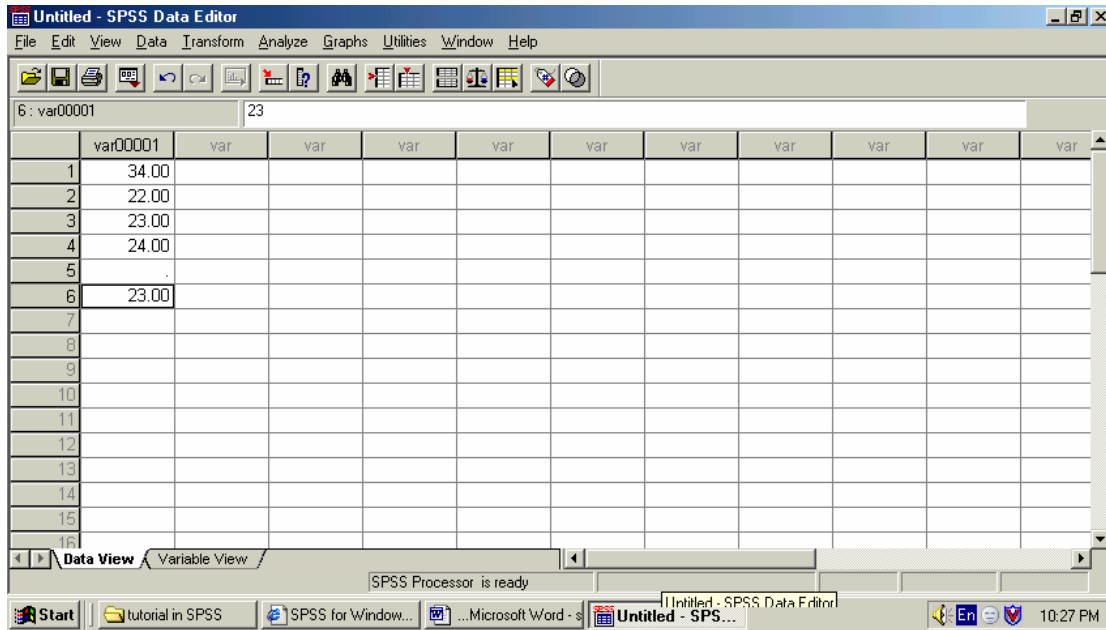 Untitled - SPSS Data Editor
File Edit View Data Transform Analyze Graphs Utilities Window Help
6 : var00001 23
var00001 var var var var var var var var var var
1 34.00
2 22.00
3 23.00
4 24.00
5 .
6 23.00
7
8
9
10
11
12
13
14
15
16
Data View Variable View
SPSS Processor is ready
Untitled - SPSS Data Editor
Start tutorial in SPSS SPSS for Window... ...Microsoft Word - s Untitled - SPS... En 10:27 PM